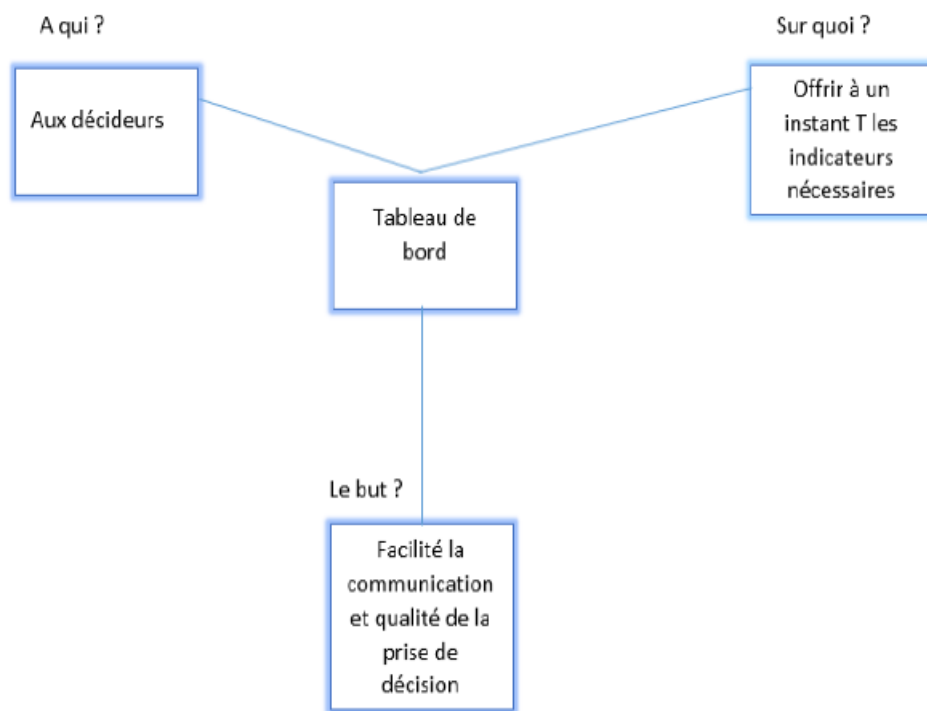 A qui ?
Sur quoi ?
Aux décideurs
Offrir à un
instant T les
indicateurs
nécessaires
Tableau de
bord
Le but ?
Facilité la
communication
et qualité de la
prise de
décision